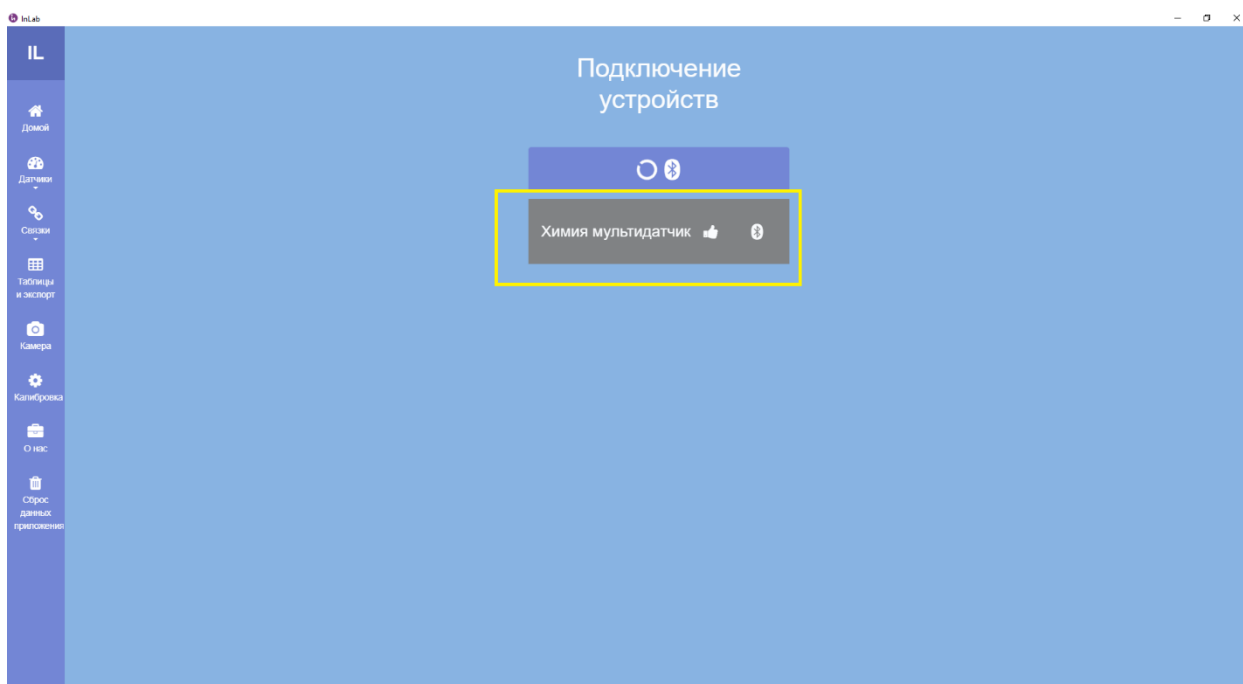 InLab
IL
Домой
Датчики
Связки
Таблицы
и экспорт
Камера
Калибровка
О нас
Сброс
данных
приложения
Подключение
устройств
Химия мультидатчик